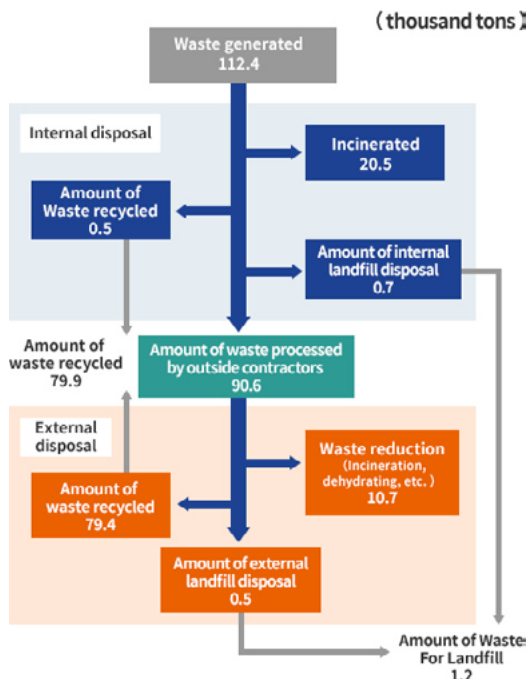 (thousand tons)
Waste generated
112.4
Internal disposal
Incinerated
20.5
Amount of
Waste recycled
0.5
Amount of internal
landfill disposal
0.7
Amount of
waste recycled
79.9
Amount of waste processed
by outside contractors
90.6
External
disposal
Waste reduction
(Incineration,
dehydrating, etc. )
10.7
Amount of
waste recycled
79.4
Amount of external
landfill disposal
0.5
Amount of Wastes
For Landfill
1.2